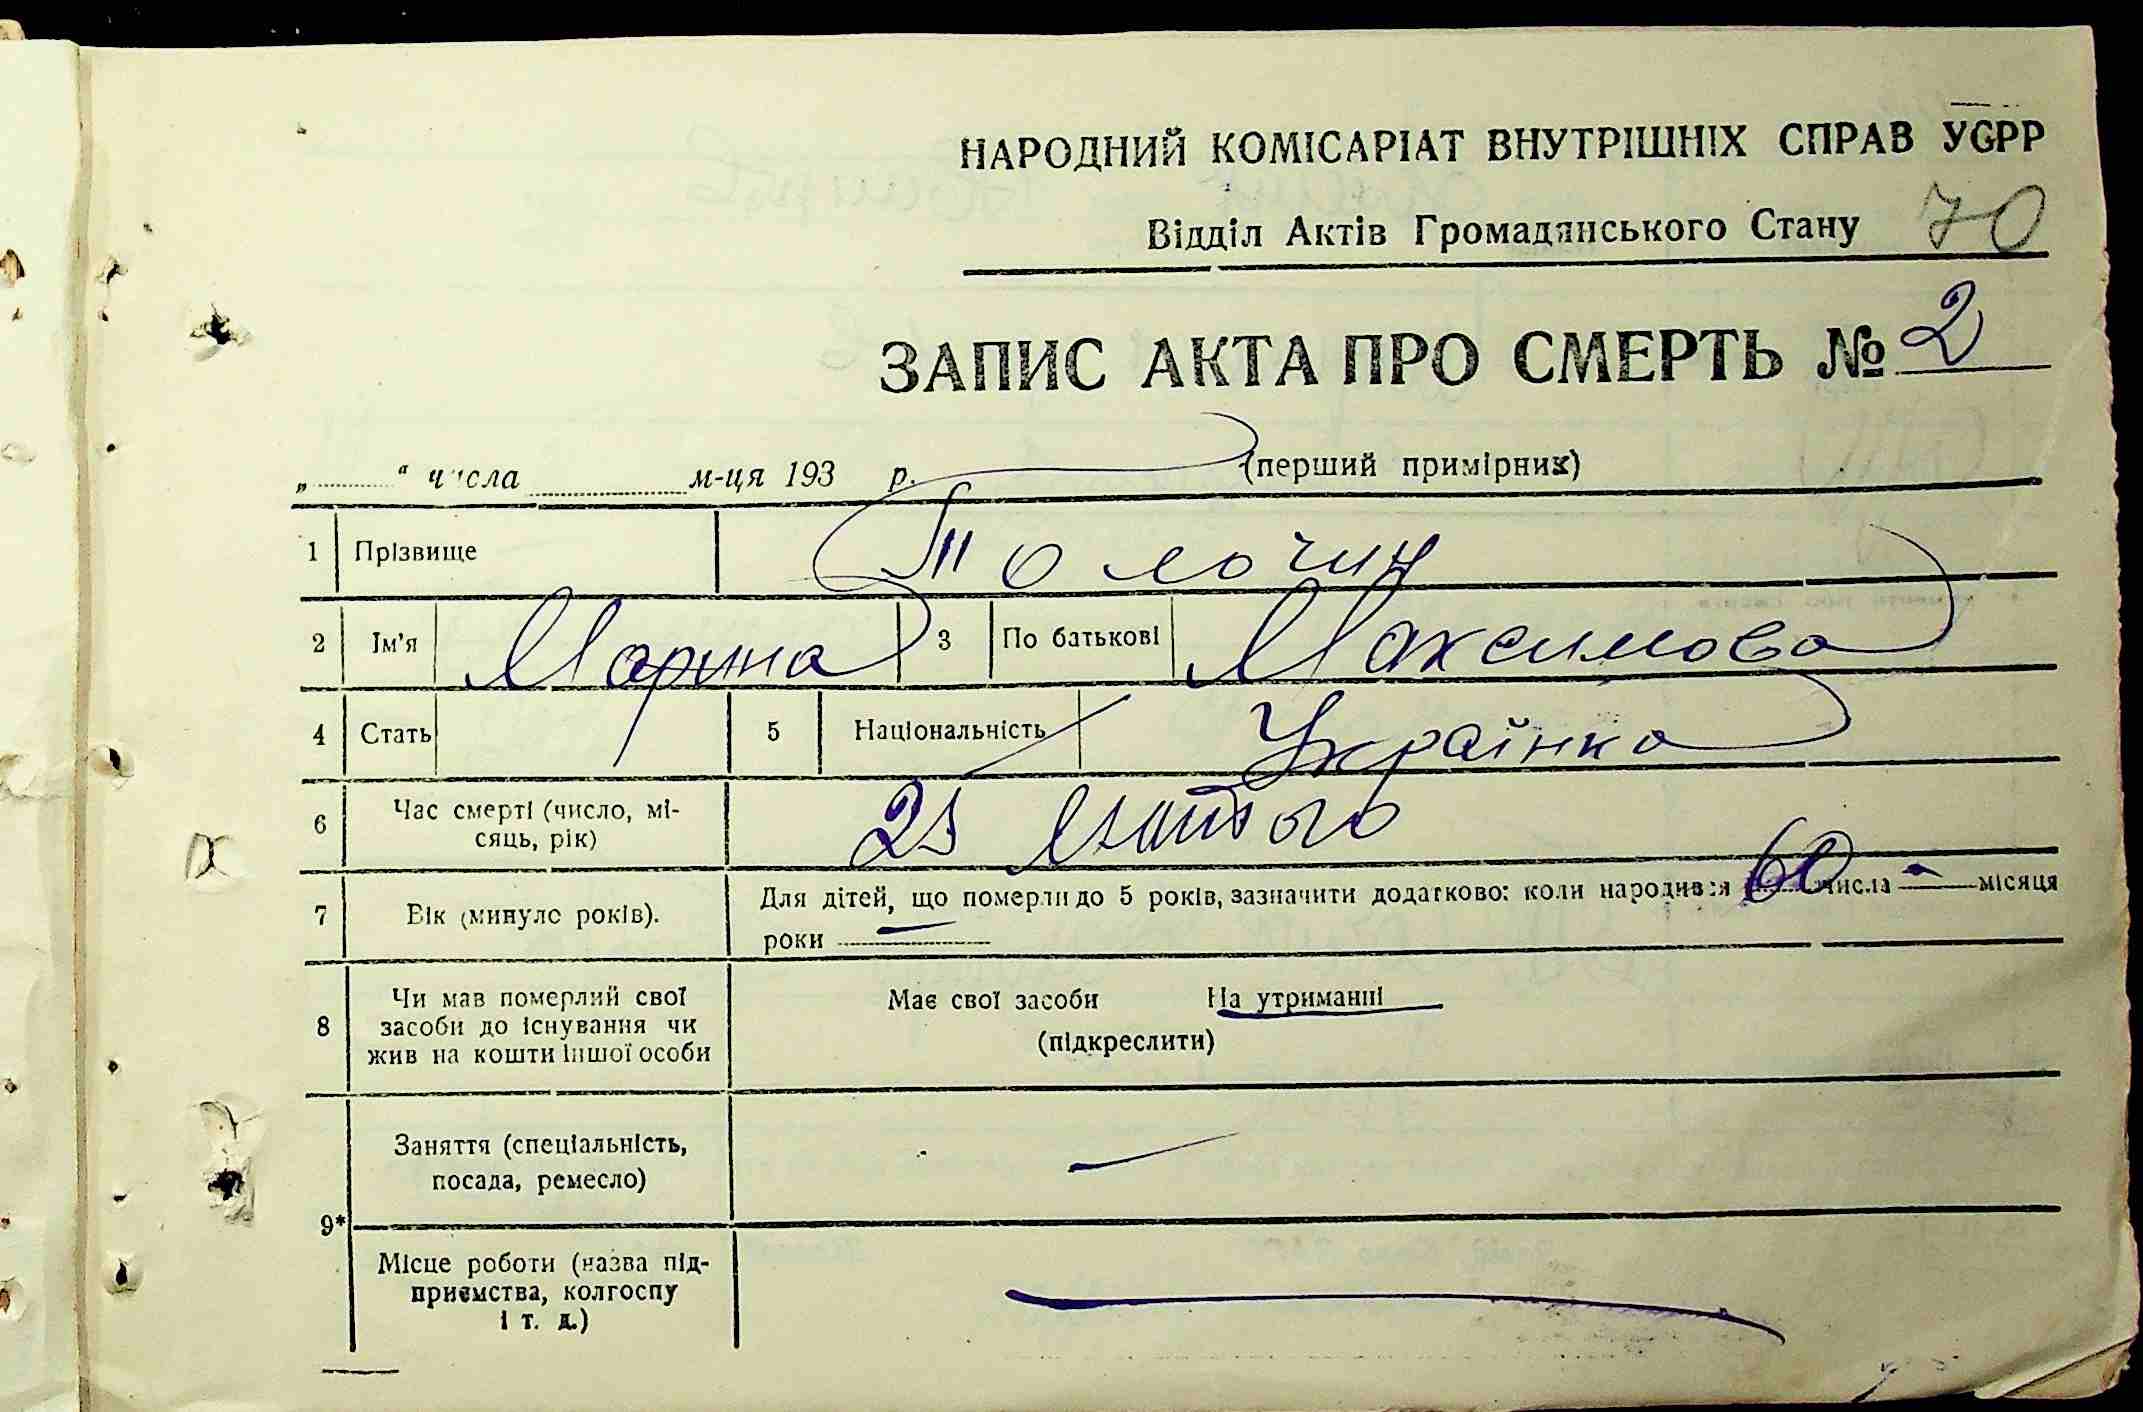 НАРОДНИЙ КОМІСАРІАТ ВНУТРІШНІХ СПРАВ УСРР
Відділ Актів Громадянського Стану 70
ЗАПИС АКТА ПРО СМЕРТЬ № 2
„ “ числа м-ця 193 р. (перший примірник)
1 Прізвище Толочин
2 Ім'я Марина 3 По батькові Максимова
4 Стать 5 Національність Українка
6 Час смерті (число, місяць, рік) 25 Лютого
7 Вік (минуло років). Для дітей, що померли до 5 років, зазначити додатково: коли народився 60 числа — місяця
роки —
8 Чи мав померлий свої засоби до існування чи жив на кошти іншої особи Має свої засоби На утриманні
(підкреслити)
9* Заняття (спеціальність, посада, ремесло) —
Місце роботи (назва підприємства, колгоспу і т. д.) —